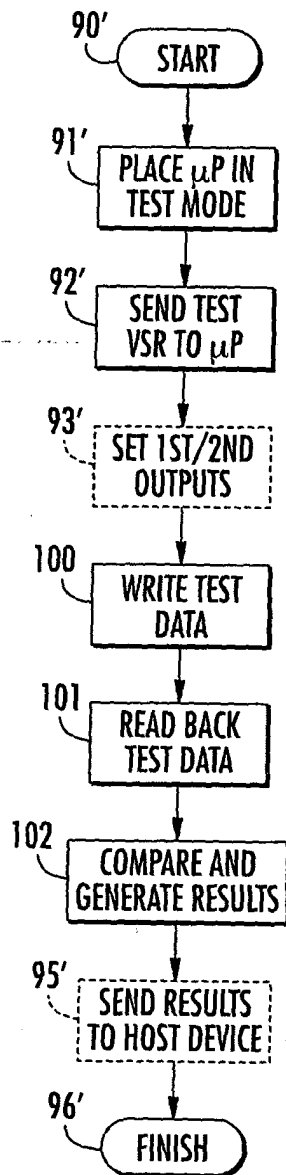 90'
START
91'
PLACE μP IN
TEST MODE
92'
SEND TEST
VSR TO μP
93'
SET 1ST/2ND
OUTPUTS
100
WRITE TEST
DATA
101
READ BACK
TEST DATA
102
COMPARE AND
GENERATE RESULTS
95'
SEND RESULTS
TO HOST DEVICE
96'
FINISH